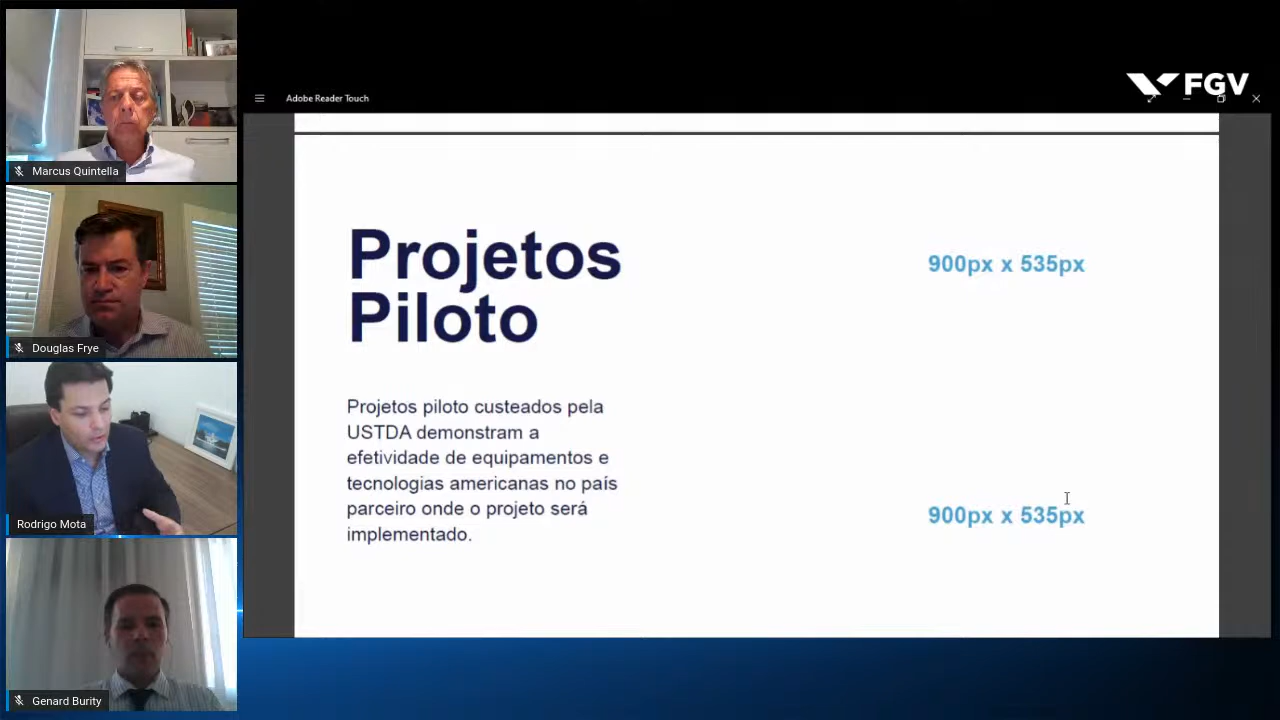 FGV
Adobe Reader Touch
Marcus Quintella
Douglas Frye
Rodrigo Mota
Genard Burity
Projetos
Piloto
Projetos piloto custeados pela
USTDA demonstram a
efetividade de equipamentos e
tecnologias americanas no país
parceiro onde o projeto será
implementado.
900px x 535px
900px x 535px